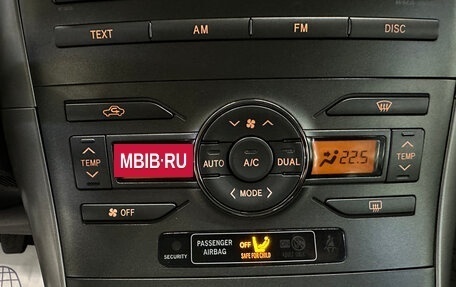 TEXT AM FM DISC
TEMP MBIB·RU AUTO A/C DUAL 22.5 TEMP
< MODE >
OFF
SECURITY PASSENGER AIRBAG OFF SAFE FOR CHILD